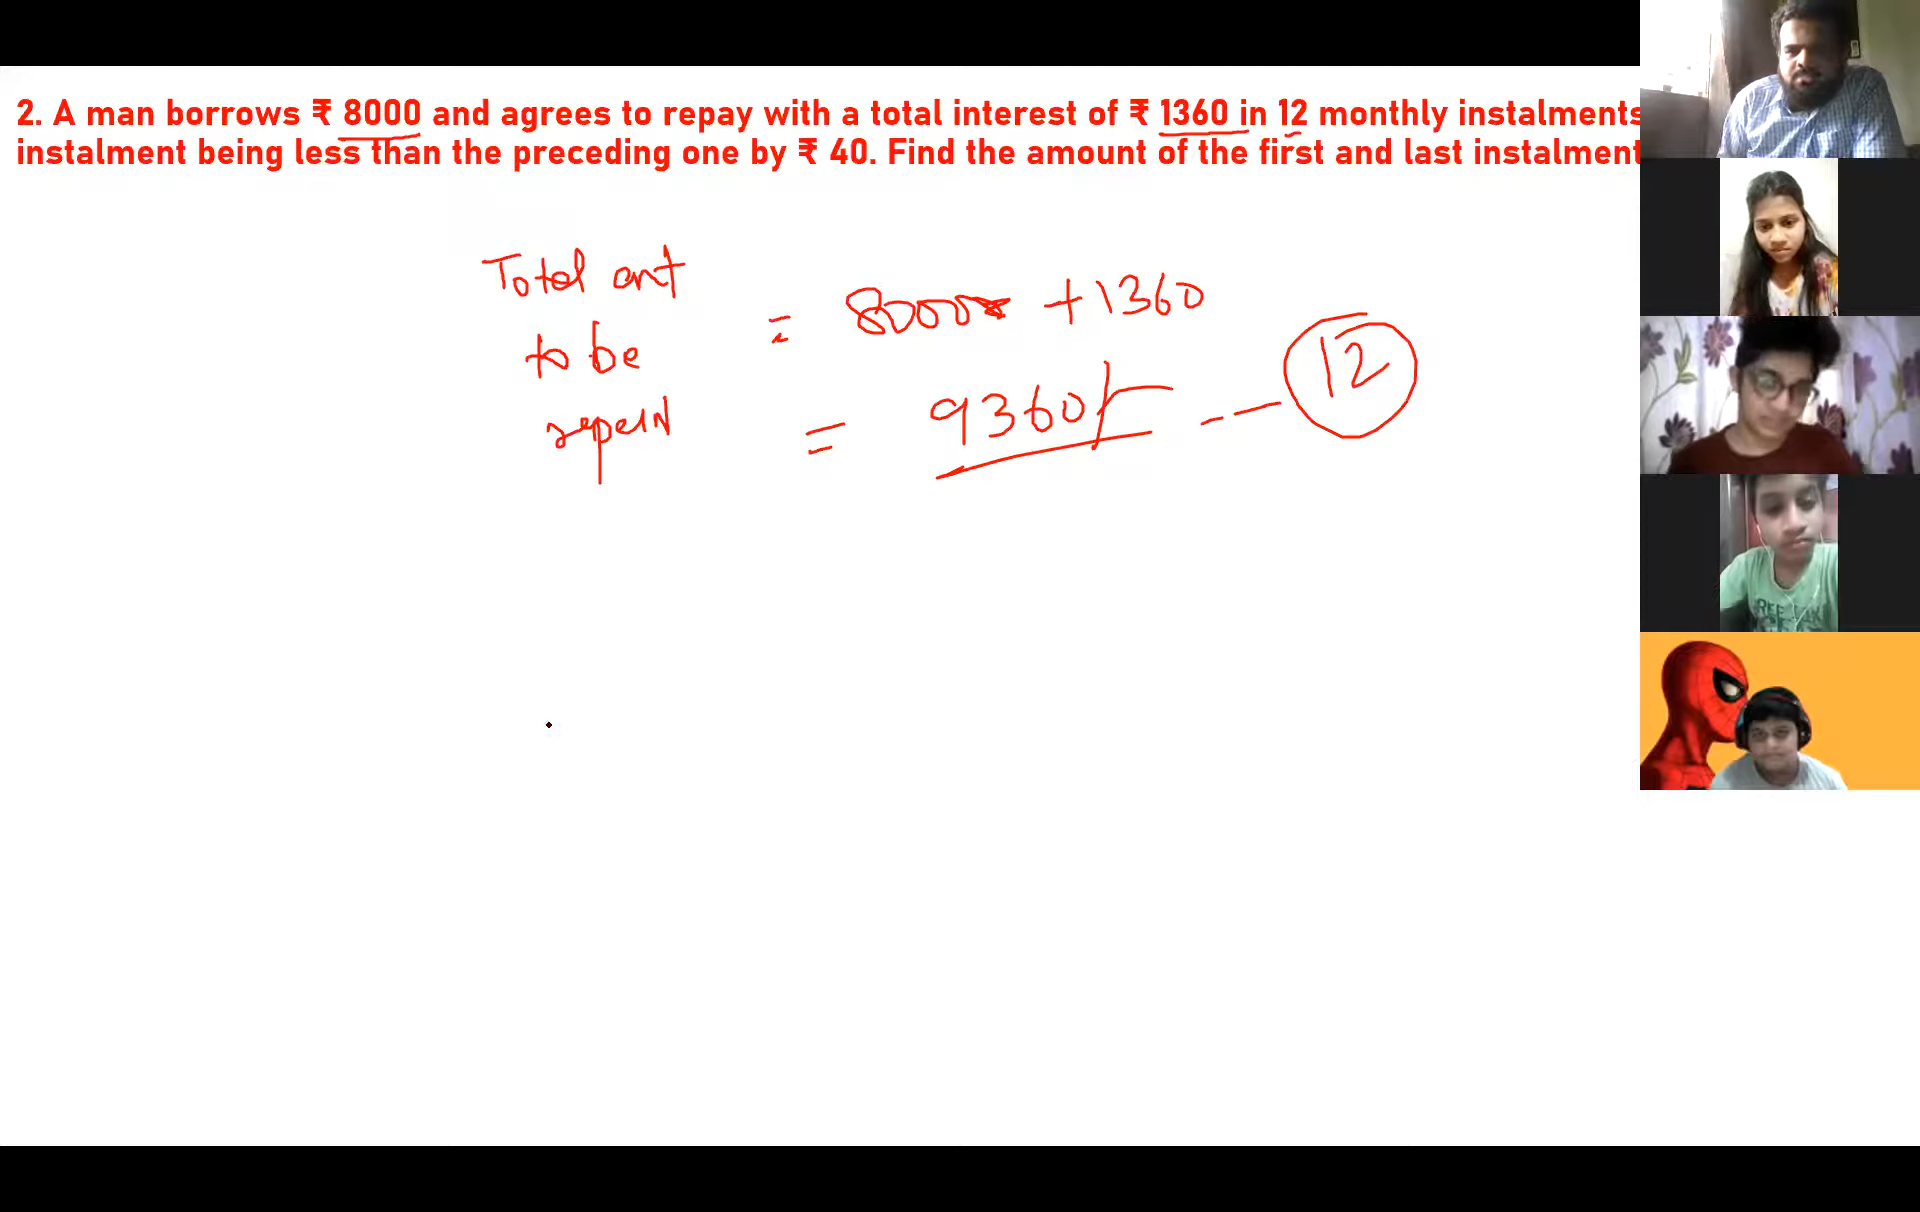 2. A man borrows ₹ 8000 and agrees to repay with a total interest of ₹ 1360 in 12 monthly instalments
instalment being less than the preceding one by ₹ 40. Find the amount of the first and last instalment
Total amt
to be
repaid
= 8000 + 1360
= 9360/- -- 12